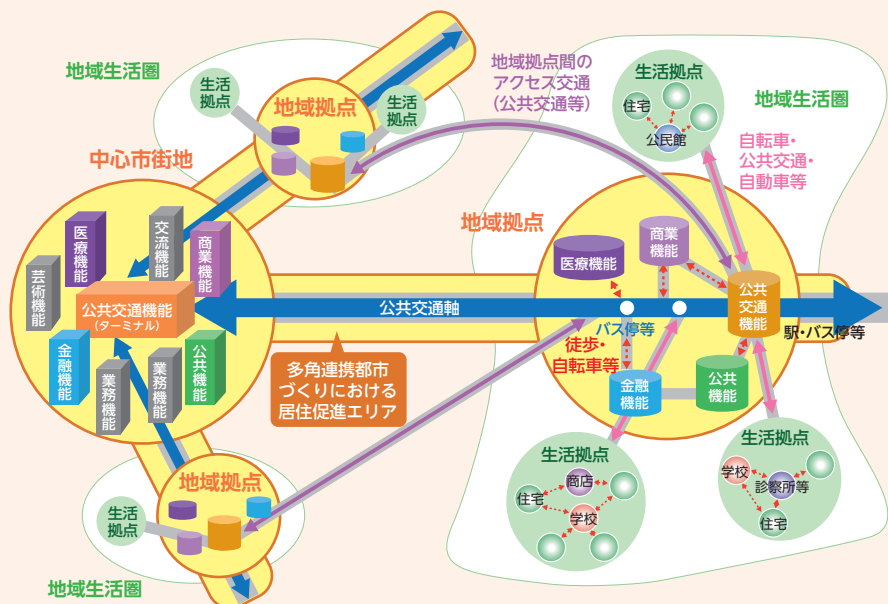 地域生活圏
生活
拠点
地域拠点
生活
拠点
地域拠点間の
アクセス交通
（公共交通等）
生活拠点
住宅
公民館
地域生活圏
自転車・
公共交通・
自動車等
中心市街地
医療機能
交流機能
商業機能
芸術機能
公共交通機能
（ターミナル）
金融機能
業務機能
業務機能
公共機能
公共交通軸
多角連携都市
づくりにおける
居住促進エリア
地域拠点
医療機能
商業
機能
公共
交通
機能
バス停等
駅・バス停等
徒歩・
自転車等
金融
機能
公共
機能
生活拠点
商店
住宅
学校
生活拠点
学校
診察所等
住宅
地域拠点
生活
拠点
地域生活圏